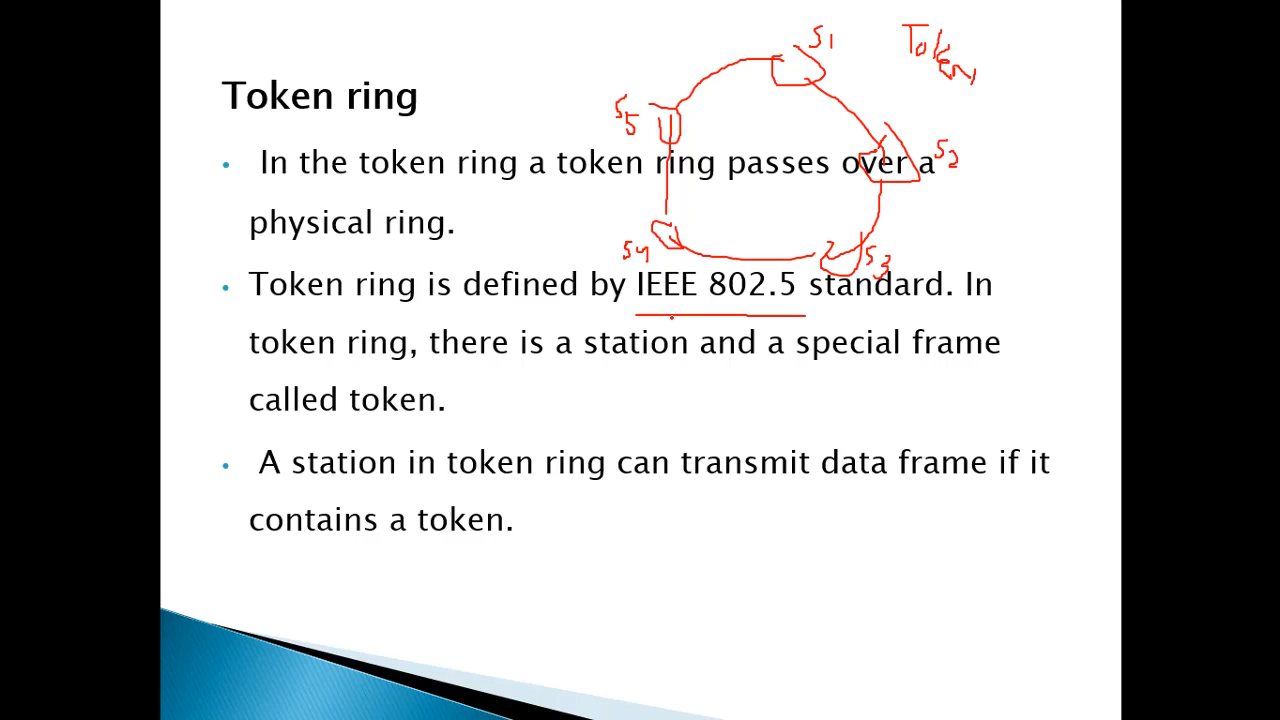 S1
Token
Token ring
S5
• In the token ring a token ring passes over a
S2
physical ring.
S4
S3
• Token ring is defined by IEEE 802.5 standard. In
token ring, there is a station and a special frame
called token.
• A station in token ring can transmit data frame if it
contains a token.